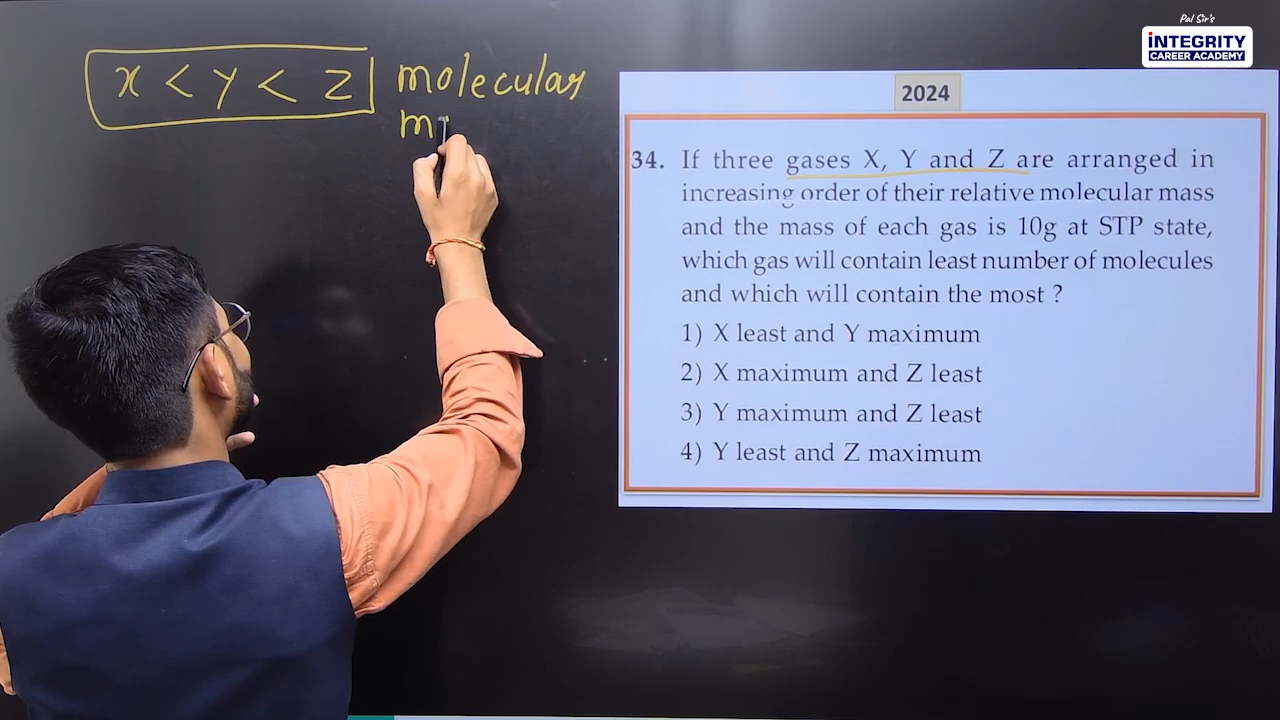 Pal Sir's
INTEGRITY
CAREER ACADEMY
x < y < z molecular
m
2024
34. If three gases X, Y and Z are arranged in
increasing order of their relative molecular mass
and the mass of each gas is 10g at STP state,
which gas will contain least number of molecules
and which will contain the most ?
1) X least and Y maximum
2) X maximum and Z least
3) Y maximum and Z least
4) Y least and Z maximum